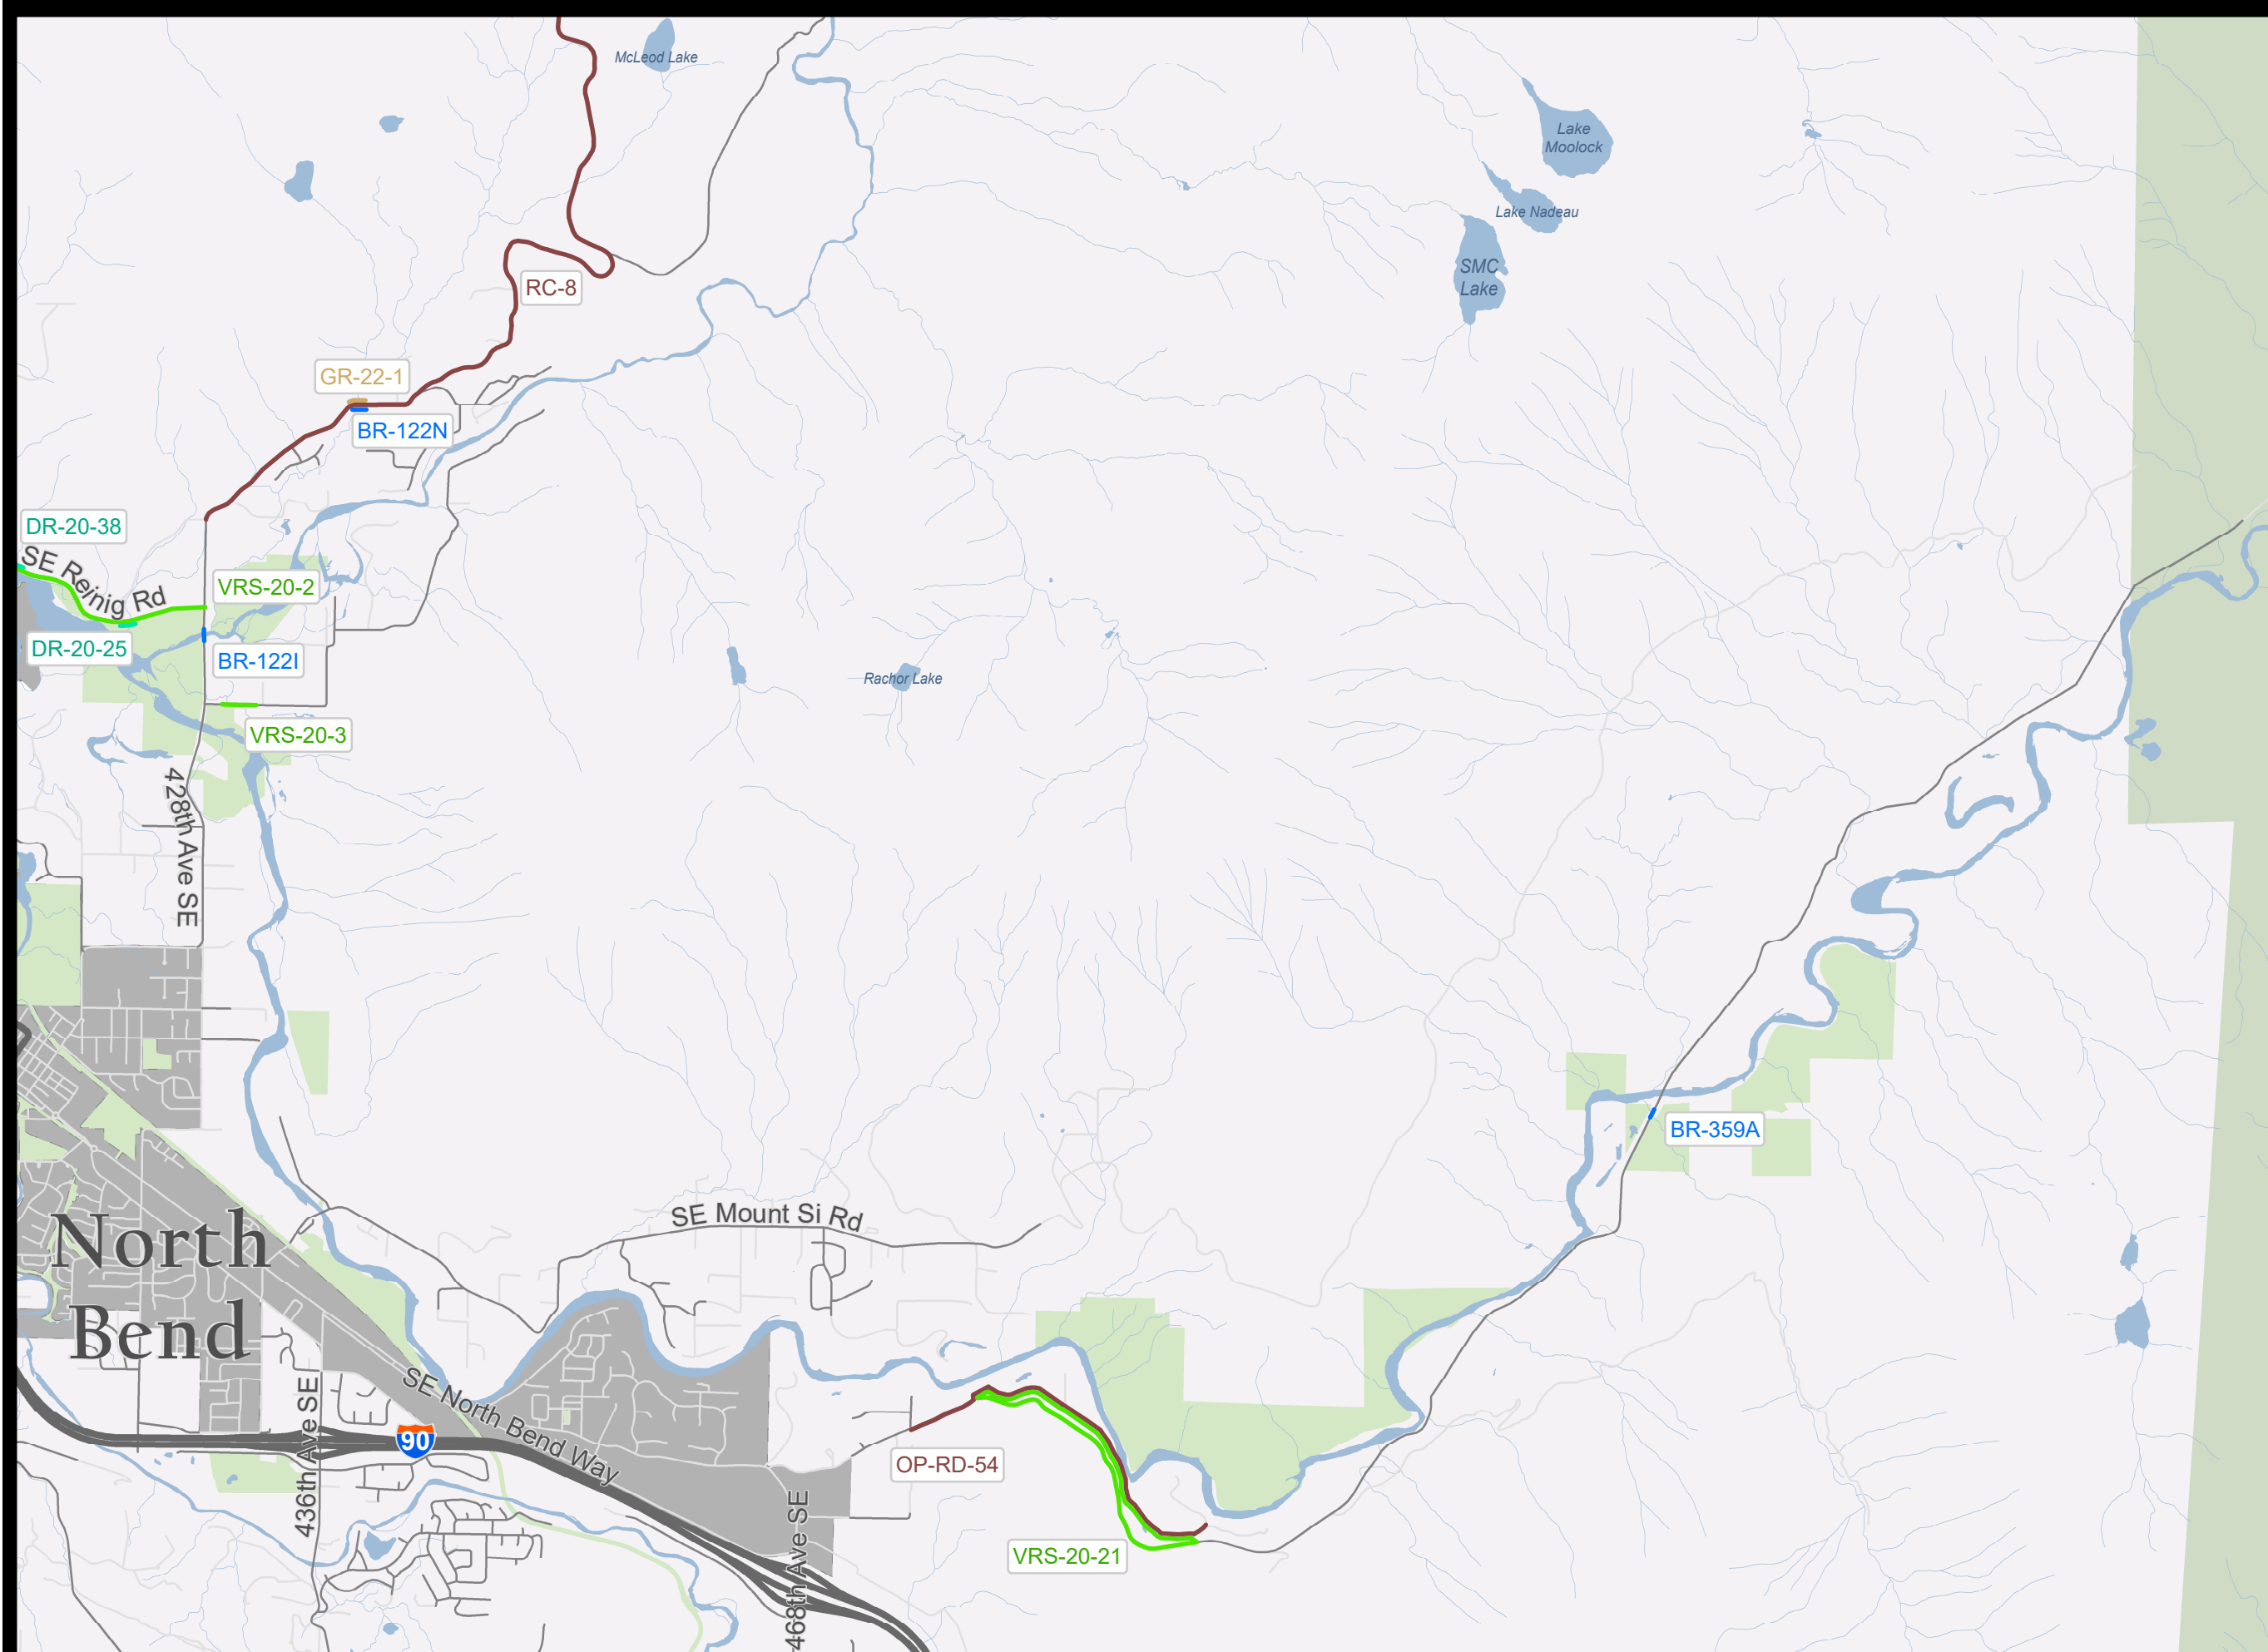 McLeod Lake
Lake
Moolock
Lake Nadeau
SMC
Lake
RC-8
GR-22-1
BR-122N
DR-20-38
SE Reinig Rd
VRS-20-2
DR-20-25
BR-122I
Rachor Lake
VRS-20-3
428th Ave SE
BR-359A
SE Mount Si Rd
North
Bend
436th Ave SE
SE North Bend Way
90
OP-RD-54
468th Ave SE
VRS-20-21